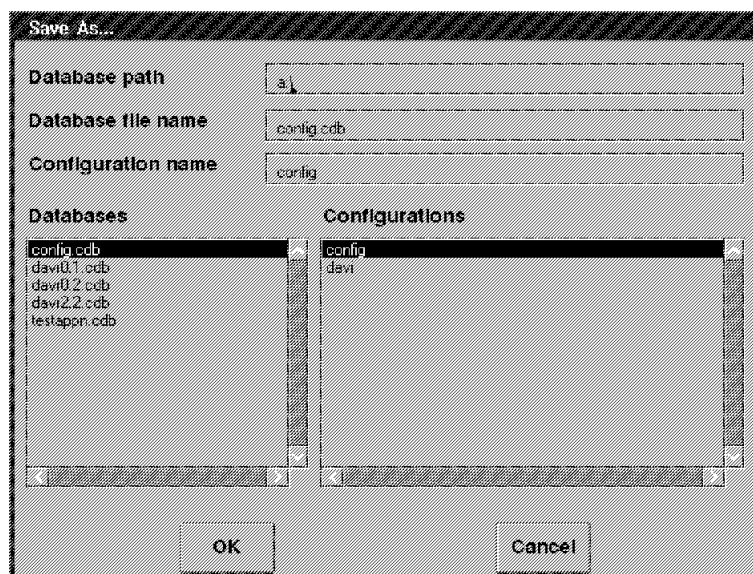 Save As...
Database path
a:\
Database file name
config.cdb
Configuration name
config
Databases
Configurations
config.cdb
davi0.1.cdb
davi0.2.cdb
davi2.2.cdb
testappn.cdb
config
davi
OK
Cancel